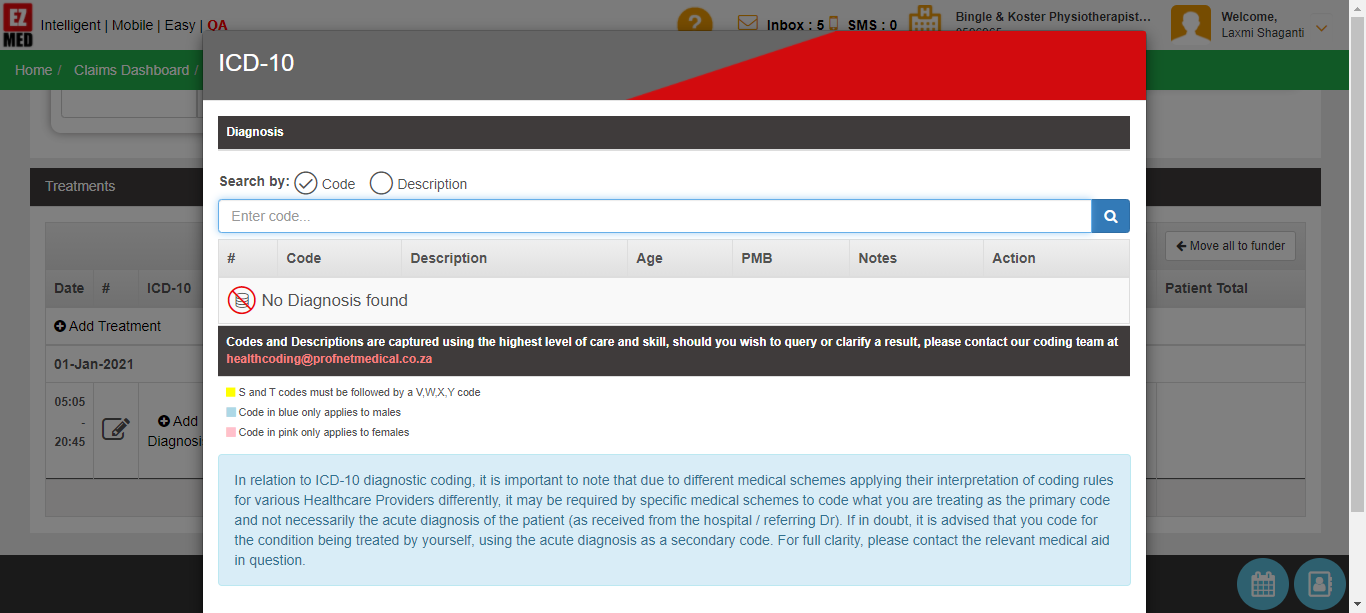 EZ
MED
Intelligent | Mobile | Easy | QA
?
Inbox : 5
SMS : 0
Bingle & Koster Physiotherapist...
Welcome,
Laxmi Shaganti
Home / Claims Dashboard /
ICD-10
Diagnosis
Search by: Code Description
Enter code...
# Code Description Age PMB Notes Action
No Diagnosis found
Codes and Descriptions are captured using the highest level of care and skill, should you wish to query or clarify a result, please contact our coding team at
healthcoding@profnetmedical.co.za
S and T codes must be followed by a V,W,X,Y code
Code in blue only applies to males
Code in pink only applies to females
In relation to ICD-10 diagnostic coding, it is important to note that due to different medical schemes applying their interpretation of coding rules
for various Healthcare Providers differently, it may be required by specific medical schemes to code what you are treating as the primary code
and not necessarily the acute diagnosis of the patient (as received from the hospital / referring Dr). If in doubt, it is advised that you code for
the condition being treated by yourself, using the acute diagnosis as a secondary code. For full clarity, please contact the relevant medical aid
in question.
Treatments
Move all to funder
Date # ICD-10
Patient Total
Add Treatment
01-Jan-2021
05:05
-
20:45
Add
Diagnosis